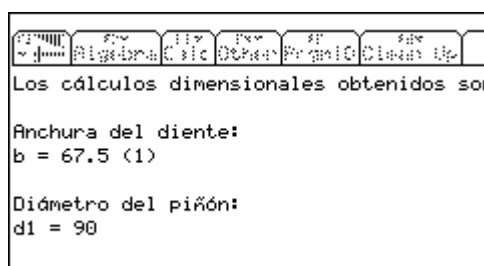 Algebra Calc Other PrgmIO Clean Up
Los cálculos dimensionales obtenidos so
Anchura del diente:
b = 67.5 (1)
Diámetro del piñón:
d1 = 90